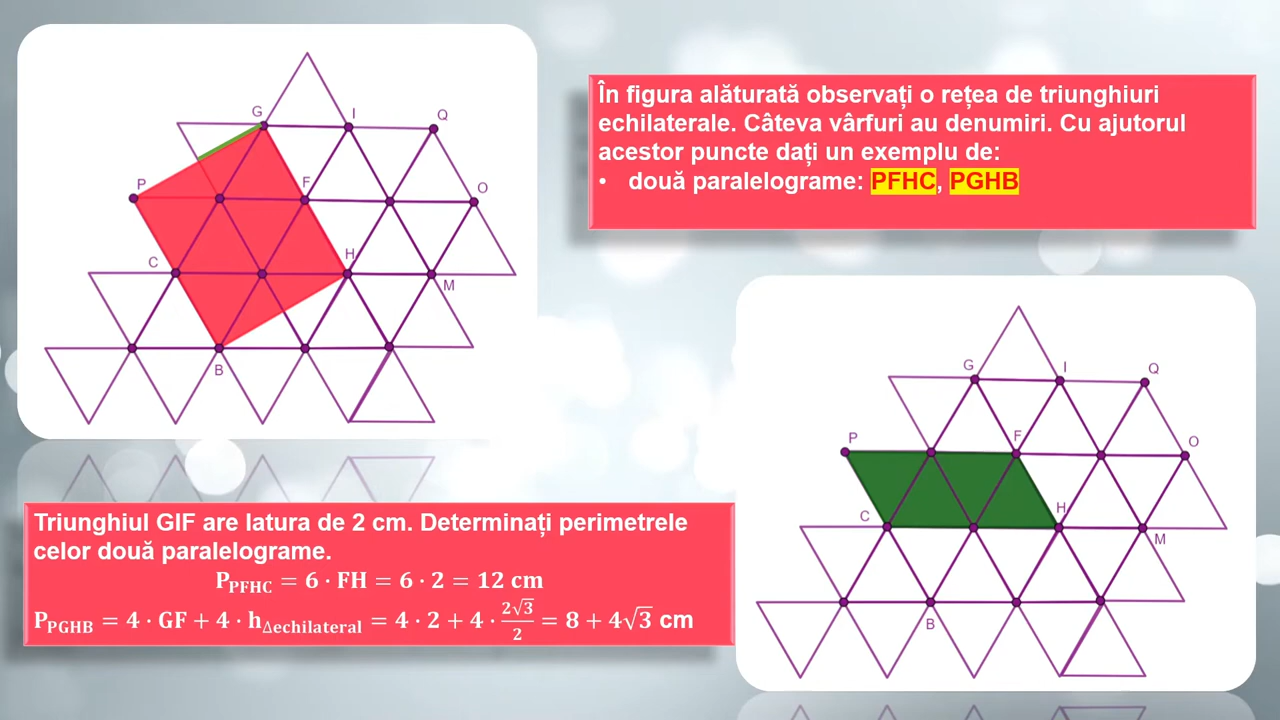 În figura alăturată observați o rețea de triunghiuri
echilaterale. Câteva vârfuri au denumiri. Cu ajutorul
acestor puncte dați un exemplu de:
• două paralelograme: PFHC, PGHB
G
I
Q
P
F
O
C
H
M
B
G
I
Q
P
F
O
C
H
M
B
Triunghiul GIF are latura de 2 cm. Determinați perimetrele
celor două paralelograme.
P_PFHC = 6 · FH = 6 · 2 = 12 cm
P_PGHB = 4 · GF + 4 · h_Δechilateral = 4 · 2 + 4 · 2√3/2 = 8 + 4√3 cm